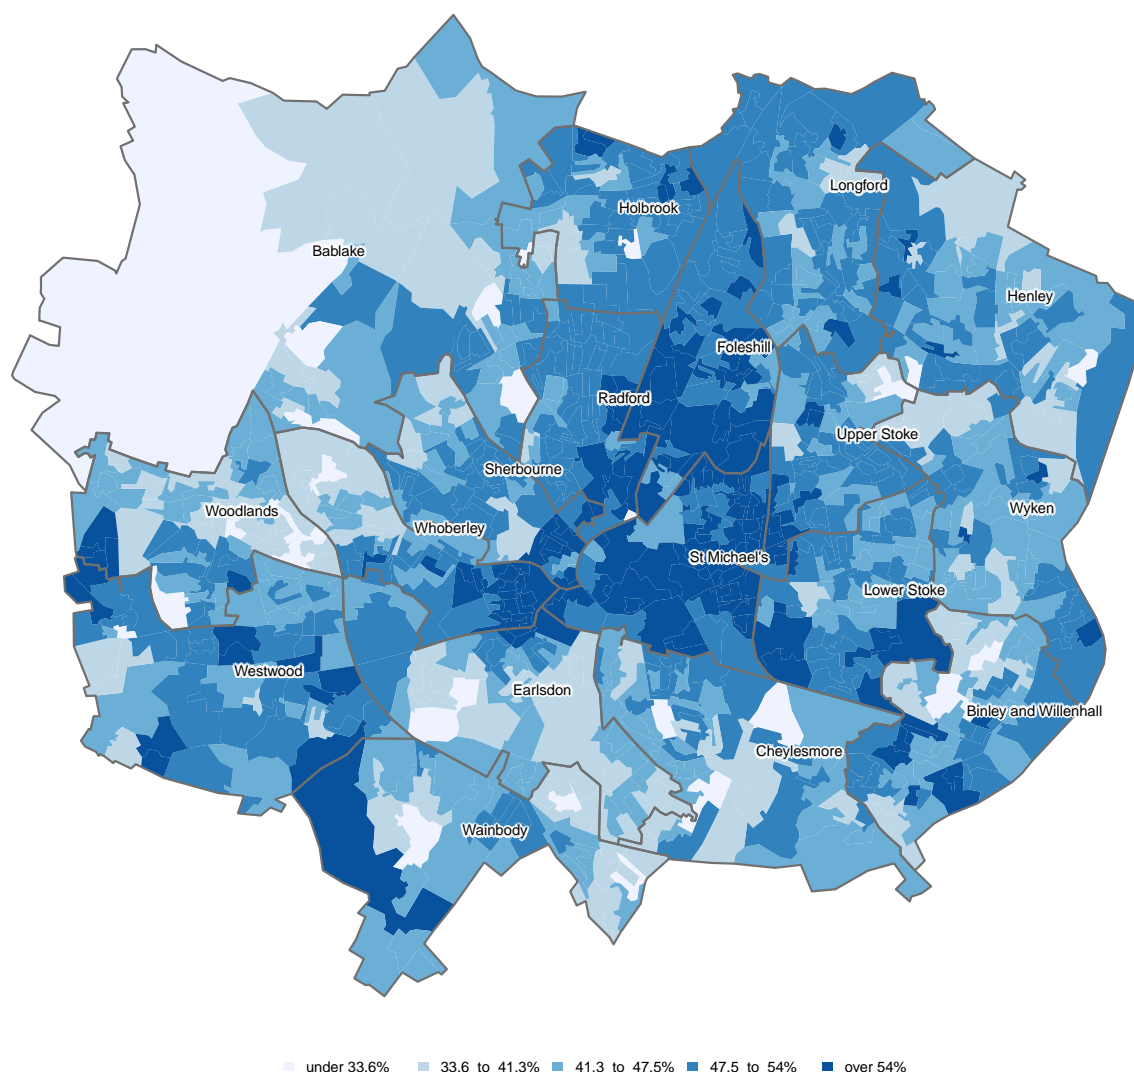 Longford
Holbrook
Bablake
Henley
Foleshill
Radford
Upper Stoke
Sherbourne
Woodlands
Wyken
Whoberley
St Michael's
Lower Stoke
Westwood
Earlsdon
Binley and Willenhall
Cheylesmore
Wainbody
under 33.6% 33.6 to 41.3% 41.3 to 47.5% 47.5 to 54% over 54%